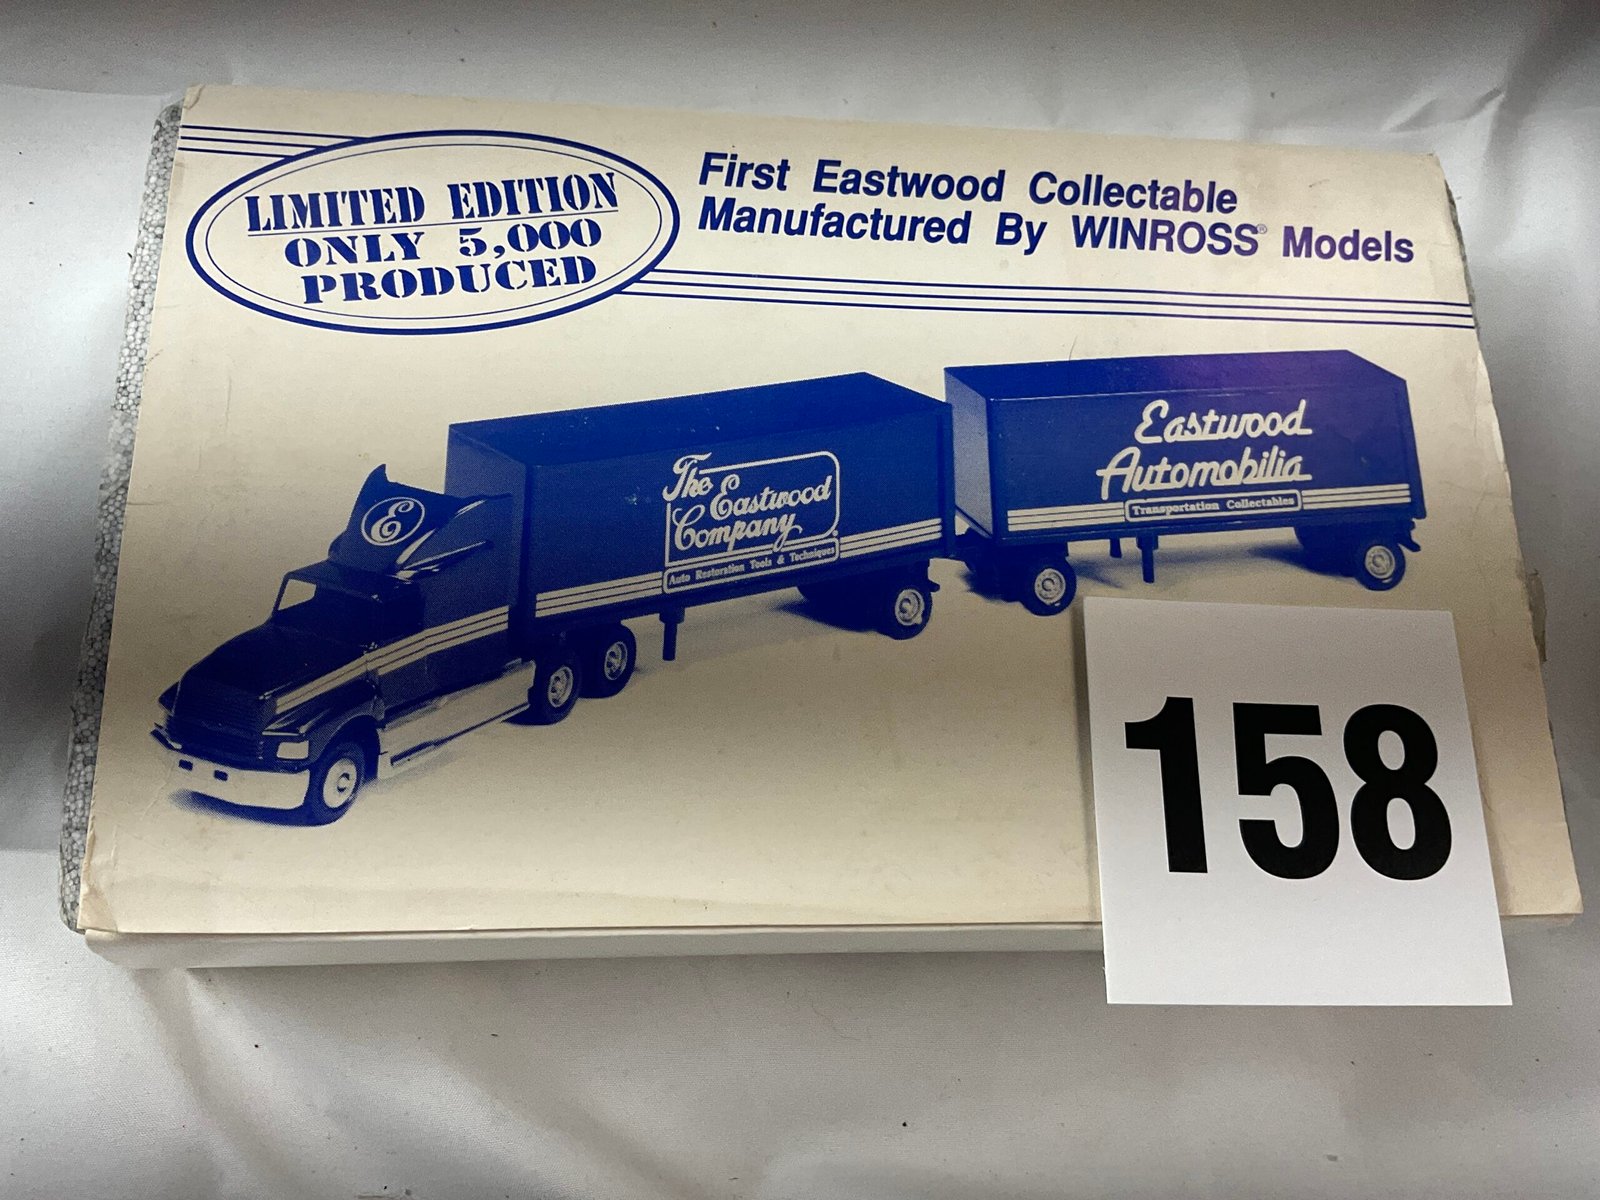 LIMITED EDITION
ONLY 5,000
PRODUCED
First Eastwood Collectable
Manufactured By WINROSS® Models
E
The
Eastwood
Company
Auto Restoration Tools & Techniques
Eastwood
Automobilia
Transportation Collectables
158